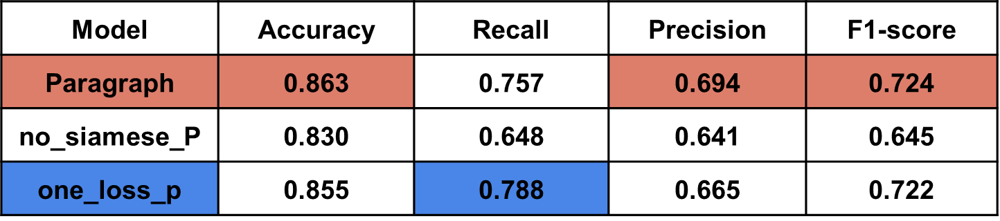 Model Accuracy Recall Precision F1-score
Paragraph 0.863 0.757 0.694 0.724
no_siamese_P 0.830 0.648 0.641 0.645
one_loss_p 0.855 0.788 0.665 0.722